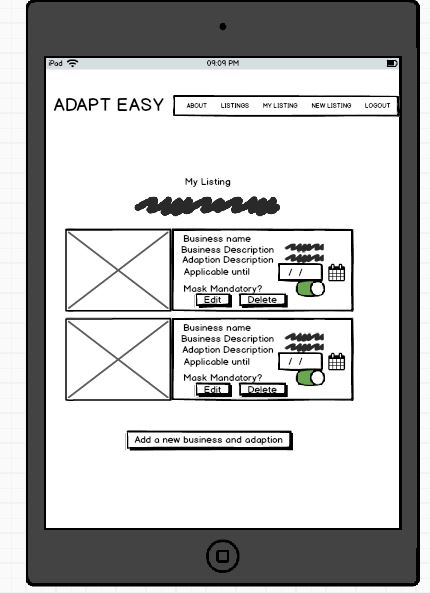 iPad 09:09 PM
ADAPT EASY ABOUT LISTINGS MY LISTING NEW LISTING LOGOUT
My Listing
Business name
Business Description
Adaption Description
Applicable until / /
Mask Mandatory?
Edit Delete
Business name
Business Description
Adaption Description
Applicable until / /
Mask Mandatory?
Edit Delete
Add a new business and adaption